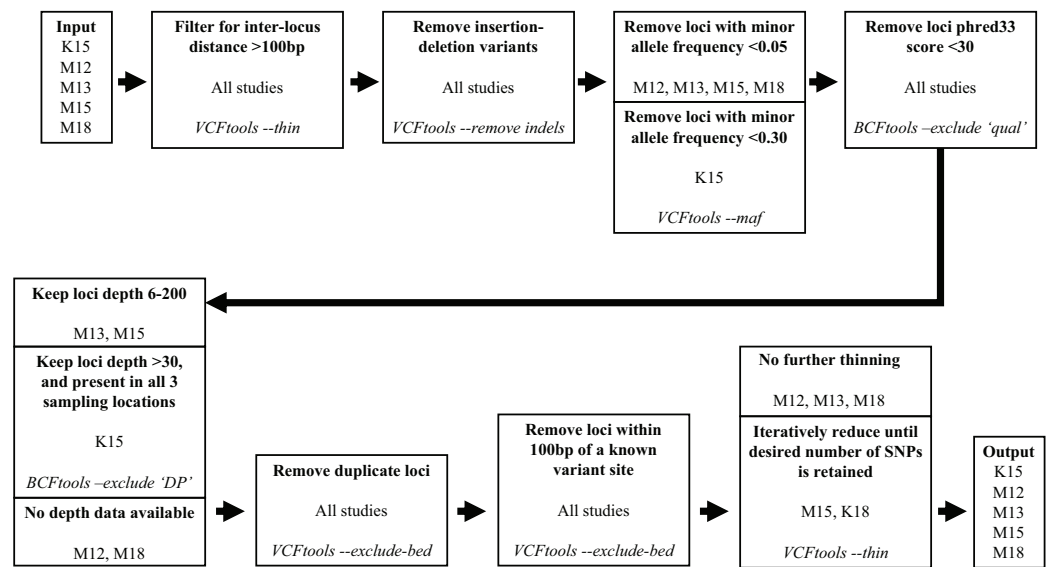 Input
K15
M12
M13
M15
M18
Filter for inter-locus
distance >100bp
All studies
VCFtools --thin
Remove insertion-
deletion variants
All studies
VCFtools --remove indels
Remove loci with minor
allele frequency <0.05
M12, M13, M15, M18
Remove loci with minor
allele frequency <0.30
K15
VCFtools --maf
Remove loci phred33
score <30
All studies
BCFtools –exclude ‘qual’
Keep loci depth 6-200
M13, M15
Keep loci depth >30,
and present in all 3
sampling locations
K15
BCFtools –exclude ‘DP’
No depth data available
M12, M18
Remove duplicate loci
All studies
VCFtools --exclude-bed
Remove loci within
100bp of a known
variant site
All studies
VCFtools --exclude-bed
No further thinning
M12, M13, M18
Iteratively reduce until
desired number of SNPs
is retained
M15, K18
VCFtools --thin
Output
K15
M12
M13
M15
M18